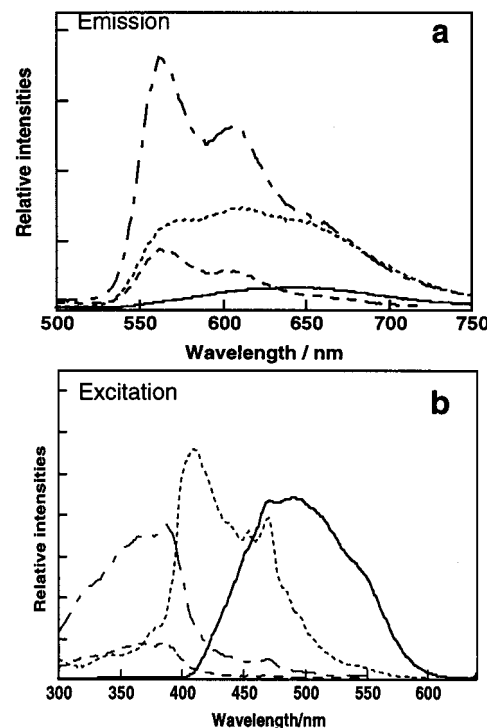 Emission
a
Relative intensities
500 550 600 650 700 750
Wavelength / nm
Excitation
b
Relative intensities
300 350 400 450 500 550 600
Wavelength/nm